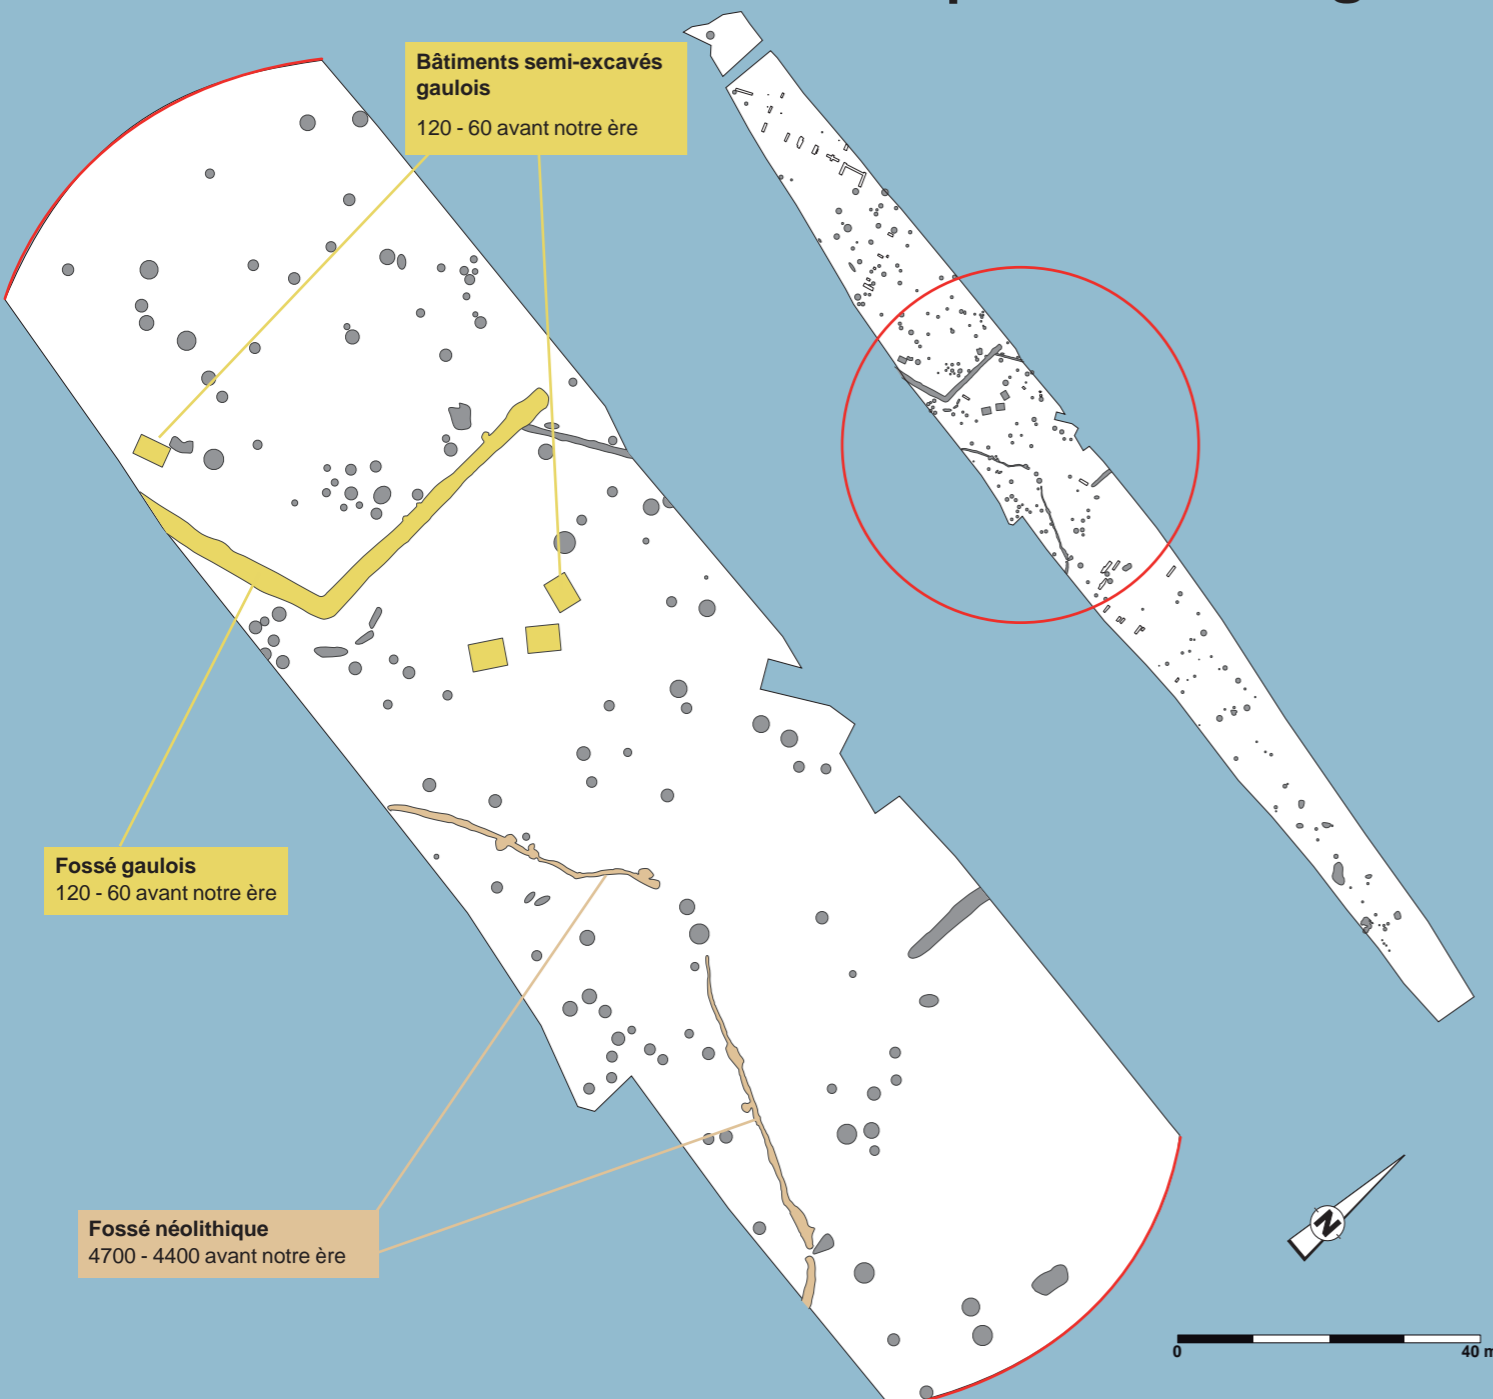 Bâtiments semi-excavés
gaulois
120 - 60 avant notre ère
Fossé gaulois
120 - 60 avant notre ère
Fossé néolithique
4700 - 4400 avant notre ère
N
0
40 m